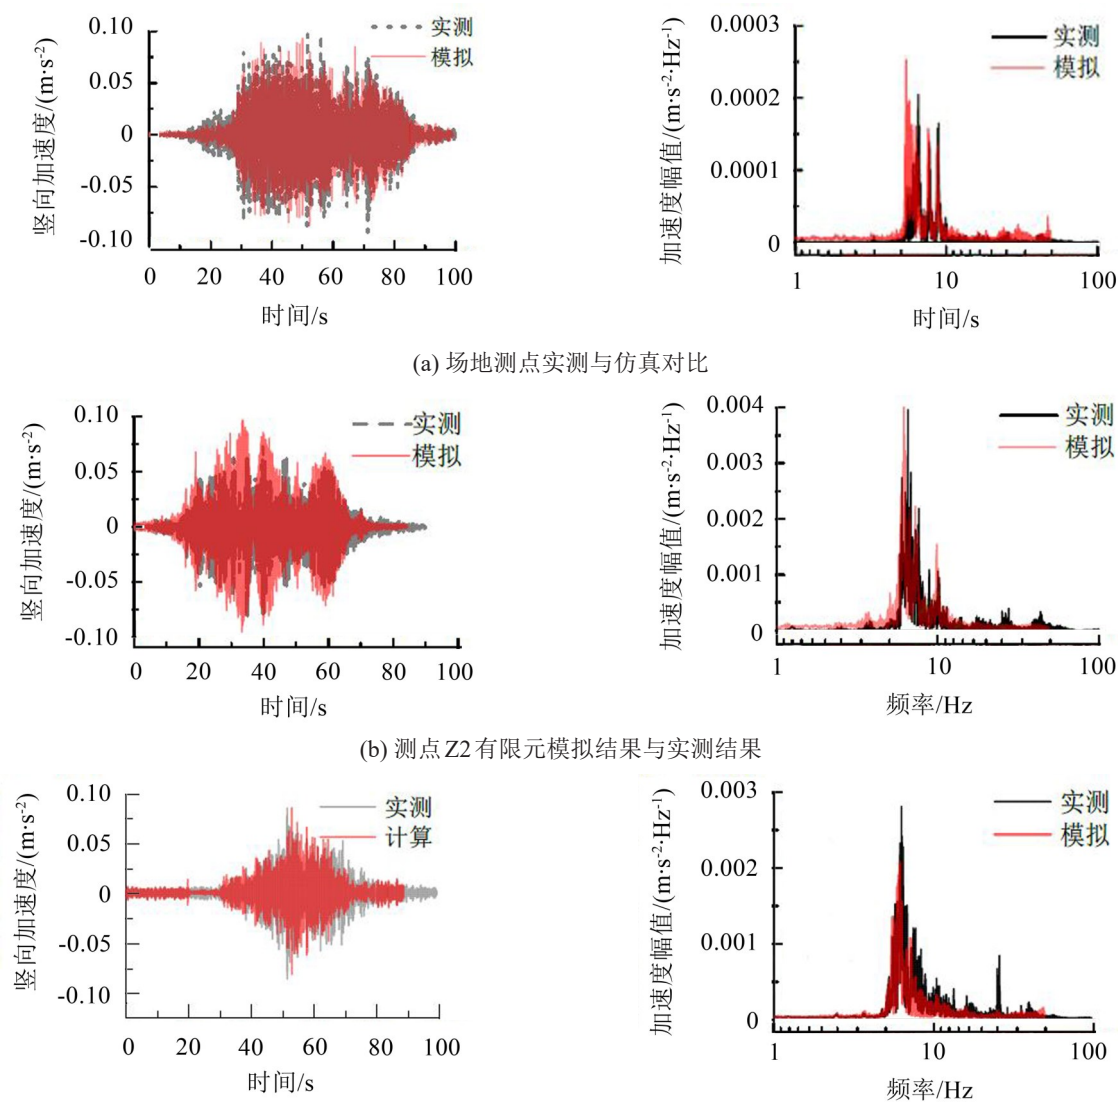 竖向加速度/(m·s-2)
0.10
0.05
0
-0.05
-0.10
实测
模拟
0 20 40 60 80 100
时间/s
加速度幅值/(m·s-2·Hz-1)
0.0003
0.0002
0.0001
0
实测
模拟
1 10 100
时间/s
(a) 场地测点实测与仿真对比
竖向加速度/(m·s-2)
0.10
0.05
0
-0.05
-0.10
实测
模拟
0 20 40 60 80 100
时间/s
加速度幅值/(m·s-2·Hz-1)
0.004
0.003
0.002
0.001
0
实测
模拟
1 10 100
频率/Hz
(b) 测点Z2有限元模拟结果与实测结果
竖向加速度/(m·s-2)
0.10
0.05
0
-0.05
-0.10
实测
计算
0 20 40 60 80 100
时间/s
加速度幅值/(m·s-2·Hz-1)
0.003
0.002
0.001
0
实测
模拟
1 10 100
频率/Hz